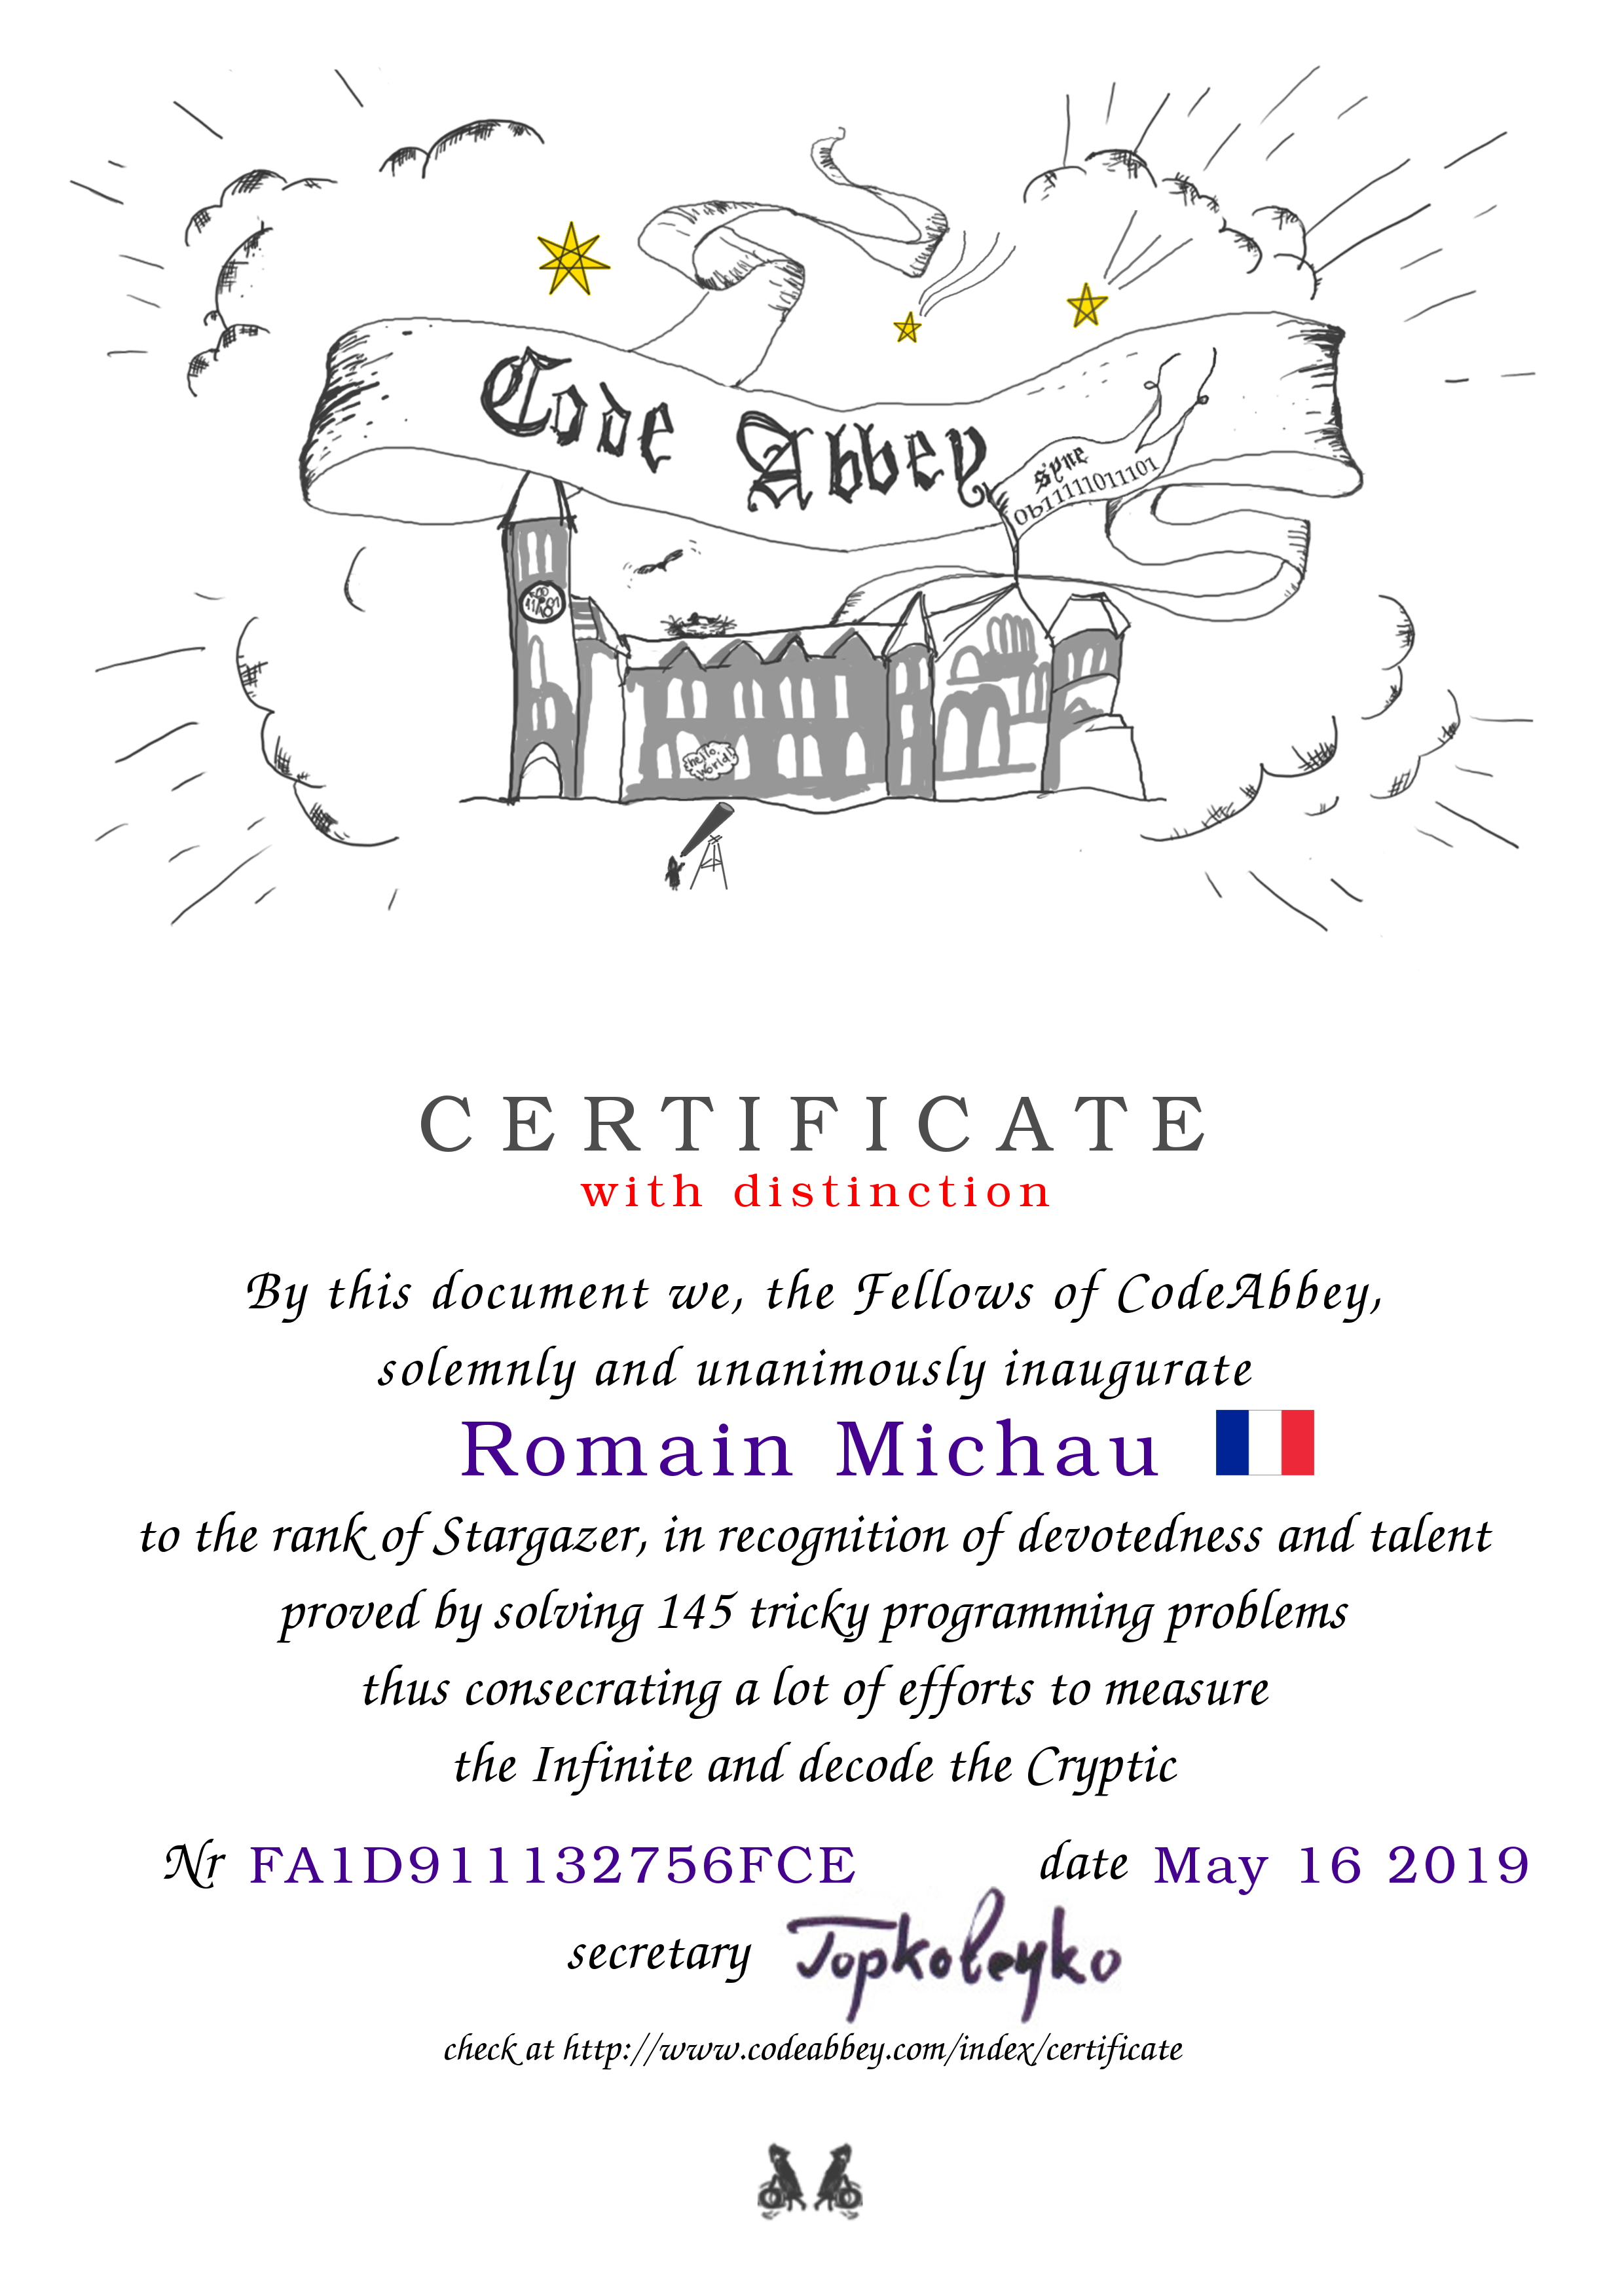 Code Abbey
syne
0b11111011101
hello, world!
CERTIFICATE
with distinction
By this document we, the Fellows of CodeAbbey,
solemnly and unanimously inaugurate
Romain Michau
to the rank of Stargazer, in recognition of devotedness and talent
proved by solving 145 tricky programming problems
thus consecrating a lot of efforts to measure
the Infinite and decode the Cryptic
Nr FA1D911132756FCE date May 16 2019
secretary Topkoleyko
check at http://www.codeabbey.com/index/certificate